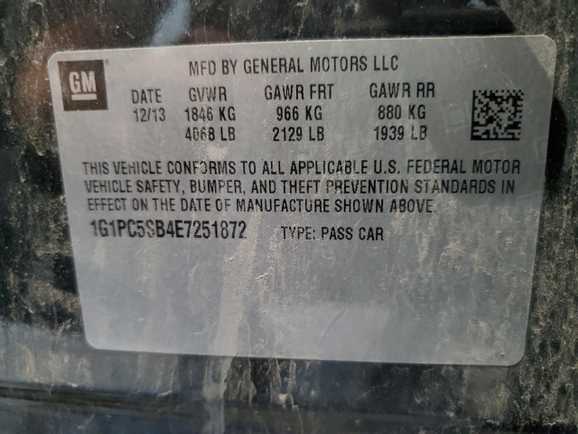 GM
MFD BY GENERAL MOTORS LLC
DATE GVWR GAWR FRT GAWR RR
12/13 1846 KG 966 KG 880 KG
4068 LB 2129 LB 1939 LB
THIS VEHICLE CONFORMS TO ALL APPLICABLE U.S. FEDERAL MOTOR
VEHICLE SAFETY, BUMPER, AND THEFT PREVENTION STANDARDS IN
EFFECT ON THE DATE OF MANUFACTURE SHOWN ABOVE.
1G1PC5SB4E7251872 TYPE: PASS CAR